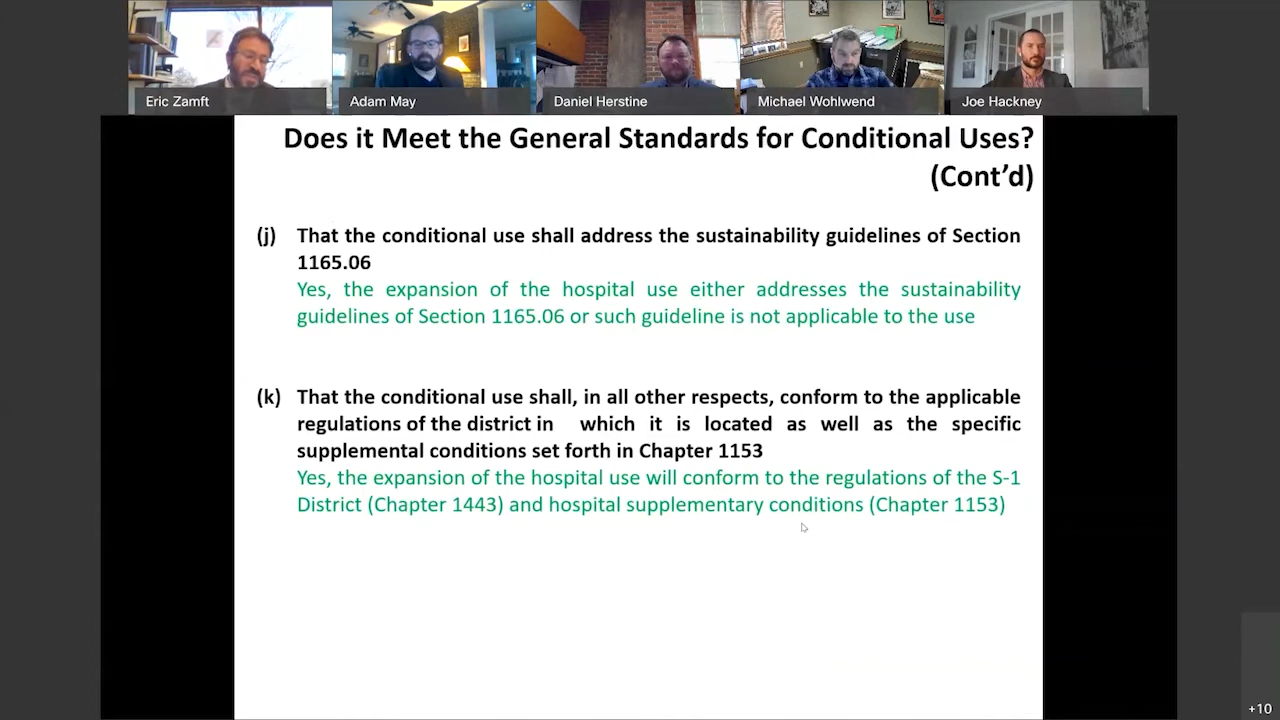 Eric Zamft
Adam May
Daniel Herstine
Michael Wohlwend
Joe Hackney
Does it Meet the General Standards for Conditional Uses?
(Cont’d)
(j) That the conditional use shall address the sustainability guidelines of Section
1165.06
Yes, the expansion of the hospital use either addresses the sustainability
guidelines of Section 1165.06 or such guideline is not applicable to the use
(k) That the conditional use shall, in all other respects, conform to the applicable
regulations of the district in which it is located as well as the specific
supplemental conditions set forth in Chapter 1153
Yes, the expansion of the hospital use will conform to the regulations of the S-1
District (Chapter 1443) and hospital supplementary conditions (Chapter 1153)
+10